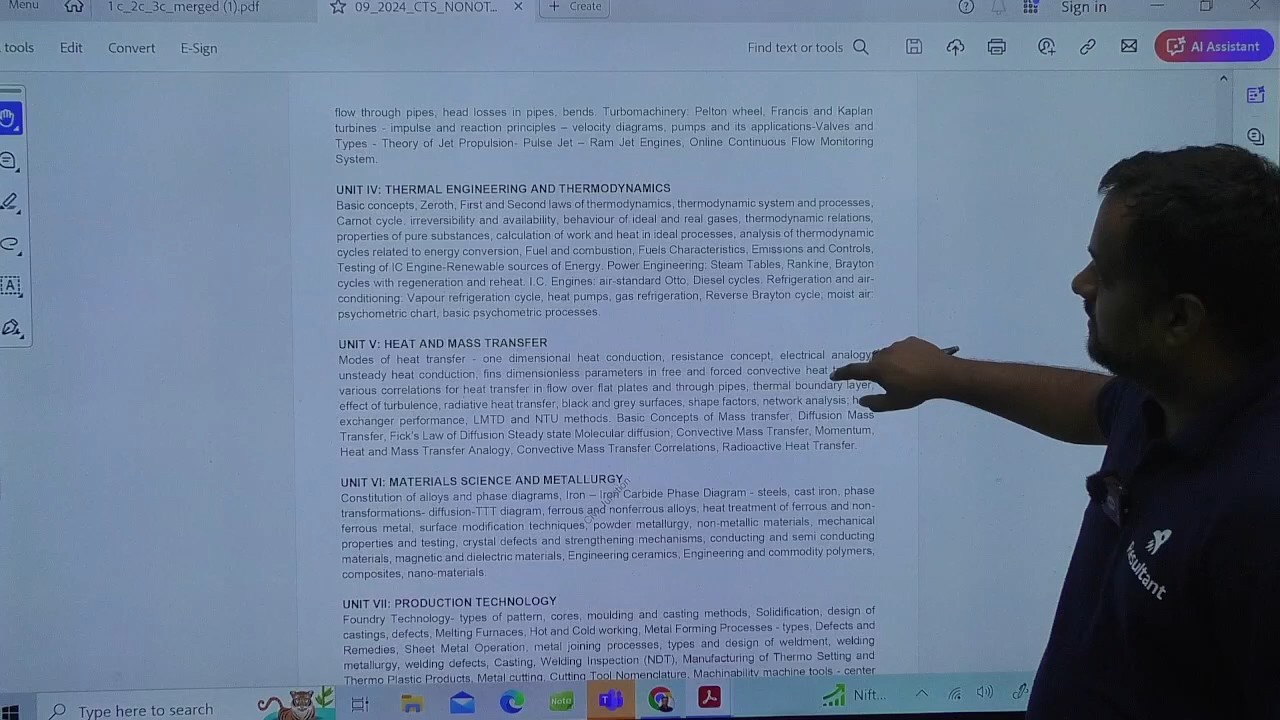 Menu
1 c_2c_3c_merged (1).pdf
09_2024_CTS_NONOT...
+ Create
Sign in
tools
Edit
Convert
E-Sign
Find text or tools
AI Assistant
flow through pipes, head losses in pipes, bends. Turbomachinery: Pelton wheel, Francis and Kaplan
turbines - impulse and reaction principles – velocity diagrams, pumps and its applications-Valves and
Types - Theory of Jet Propulsion- Pulse Jet – Ram Jet Engines, Online Continuous Flow Monitoring
System.
UNIT IV: THERMAL ENGINEERING AND THERMODYNAMICS
Basic concepts, Zeroth, First and Second laws of thermodynamics, thermodynamic system and processes,
Carnot cycle. irreversibility and availability, behaviour of ideal and real gases, thermodynamic relations,
properties of pure substances, calculation of work and heat in ideal processes, analysis of thermodynamic
cycles related to energy conversion, Fuel and combustion, Fuels Characteristics, Emissions and Controls,
Testing of IC Engine-Renewable sources of Energy. Power Engineering: Steam Tables, Rankine, Brayton
cycles with regeneration and reheat. I.C. Engines: air-standard Otto, Diesel cycles. Refrigeration and air-
conditioning: Vapour refrigeration cycle, heat pumps, gas refrigeration, Reverse Brayton cycle; moist air:
psychometric chart, basic psychometric processes.
UNIT V: HEAT AND MASS TRANSFER
Modes of heat transfer - one dimensional heat conduction, resistance concept, electrical analogy,
unsteady heat conduction, fins dimensionless parameters in free and forced convective heat
various correlations for heat transfer in flow over flat plates and through pipes, thermal boundary layer,
effect of turbulence, radiative heat transfer, black and grey surfaces, shape factors, network analysis;
exchanger performance, LMTD and NTU methods. Basic Concepts of Mass transfer, Diffusion Mass
Transfer, Fick's Law of Diffusion Steady state Molecular diffusion, Convective Mass Transfer, Momentum,
Heat and Mass Transfer Analogy, Convective Mass Transfer Correlations, Radioactive Heat Transfer.
UNIT VI: MATERIALS SCIENCE AND METALLURGY
Constitution of alloys and phase diagrams, Iron – Iron Carbide Phase Diagram - steels, cast iron, phase
transformations- diffusion-TTT diagram, ferrous and nonferrous alloys, heat treatment of ferrous and non-
ferrous metal, surface modification techniques, powder metallurgy, non-metallic materials, mechanical
properties and testing, crystal defects and strengthening mechanisms, conducting and semi conducting
materials, magnetic and dielectric materials, Engineering ceramics, Engineering and commodity polymers,
composites, nano-materials.
UNIT VII: PRODUCTION TECHNOLOGY
Foundry Technology- types of pattern, cores, moulding and casting methods, Solidification, design of
castings, defects, Melting Furnaces, Hot and Cold working, Metal Forming Processes - types, Defects and
Remedies, Sheet Metal Operation, metal joining processes, types and design of weldment, welding
metallurgy, welding defects, Casting, Welding Inspection (NDT), Manufacturing of Thermo Setting and
Thermo Plastic Products, Metal cutting, Cutting Tool Nomenclature, Machinability machine tools - center
Type here to search
Note
Nift...
esultant